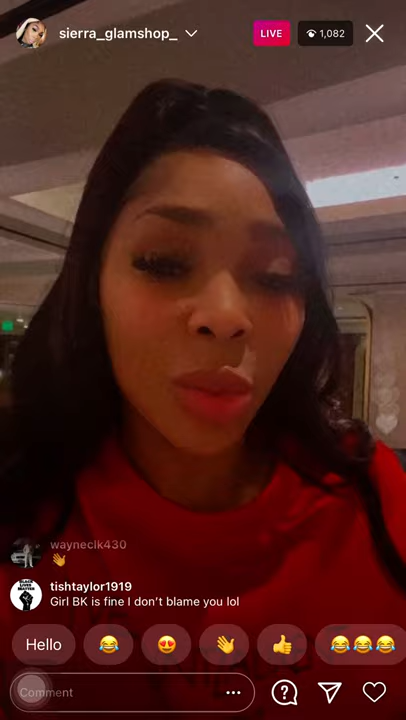 sierra_glamshop_
LIVE
1,082
wayneclk430
👋
tishtaylor1919
Girl BK is fine I don't blame you lol
Hello
😂
😍
👋
👍
😂😂😂
Comment